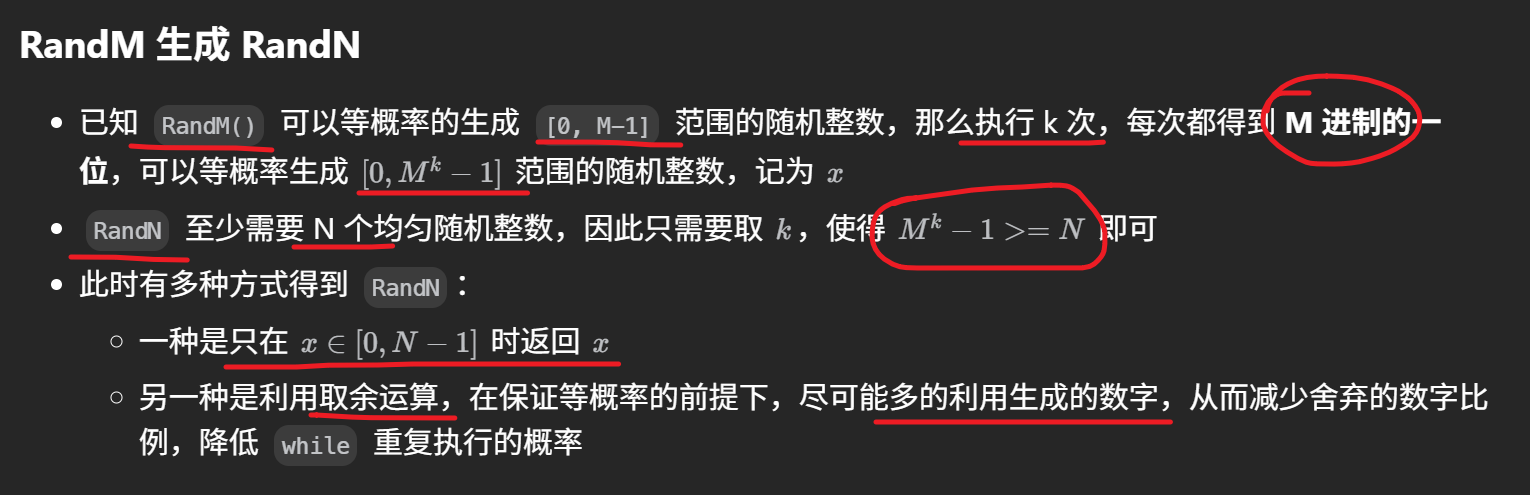 RandM 生成 RandN
已知 RandM() 可以等概率的生成 [0, M-1] 范围的随机整数，那么执行 k 次，每次都得到 M 进制的一
位，可以等概率生成 [0, M^k − 1] 范围的随机整数，记为 x
RandN 至少需要 N 个均匀随机整数，因此只需要取 k，使得 M^k − 1 >= N 即可
此时有多种方式得到 RandN：
一种是只在 x ∈ [0, N − 1] 时返回 x
另一种是利用取余运算，在保证等概率的前提下，尽可能多的利用生成的数字，从而减少舍弃的数字比
例，降低 while 重复执行的概率